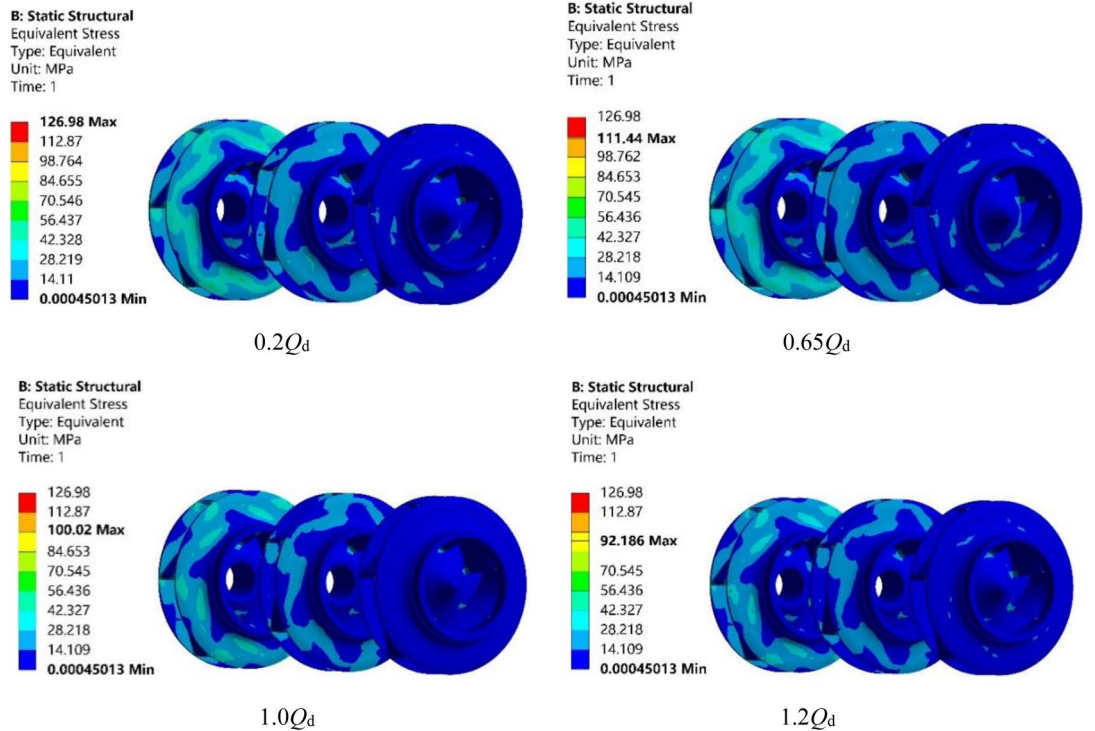 B: Static Structural
Equivalent Stress
Type: Equivalent
Unit: MPa
Time: 1
126.98 Max
112.87
98.764
84.655
70.546
56.437
42.328
28.219
14.11
0.00045013 Min
0.2Qd
B: Static Structural
Equivalent Stress
Type: Equivalent
Unit: MPa
Time: 1
126.98
111.44 Max
98.762
84.653
70.545
56.436
42.327
28.218
14.109
0.00045013 Min
0.65Qd
B: Static Structural
Equivalent Stress
Type: Equivalent
Unit: MPa
Time: 1
126.98
112.87
100.02 Max
84.653
70.545
56.436
42.327
28.218
14.109
0.00045013 Min
1.0Qd
B: Static Structural
Equivalent Stress
Type: Equivalent
Unit: MPa
Time: 1
126.98
112.87
92.186 Max
70.545
56.436
42.327
28.218
14.109
0.00045013 Min
1.2Qd